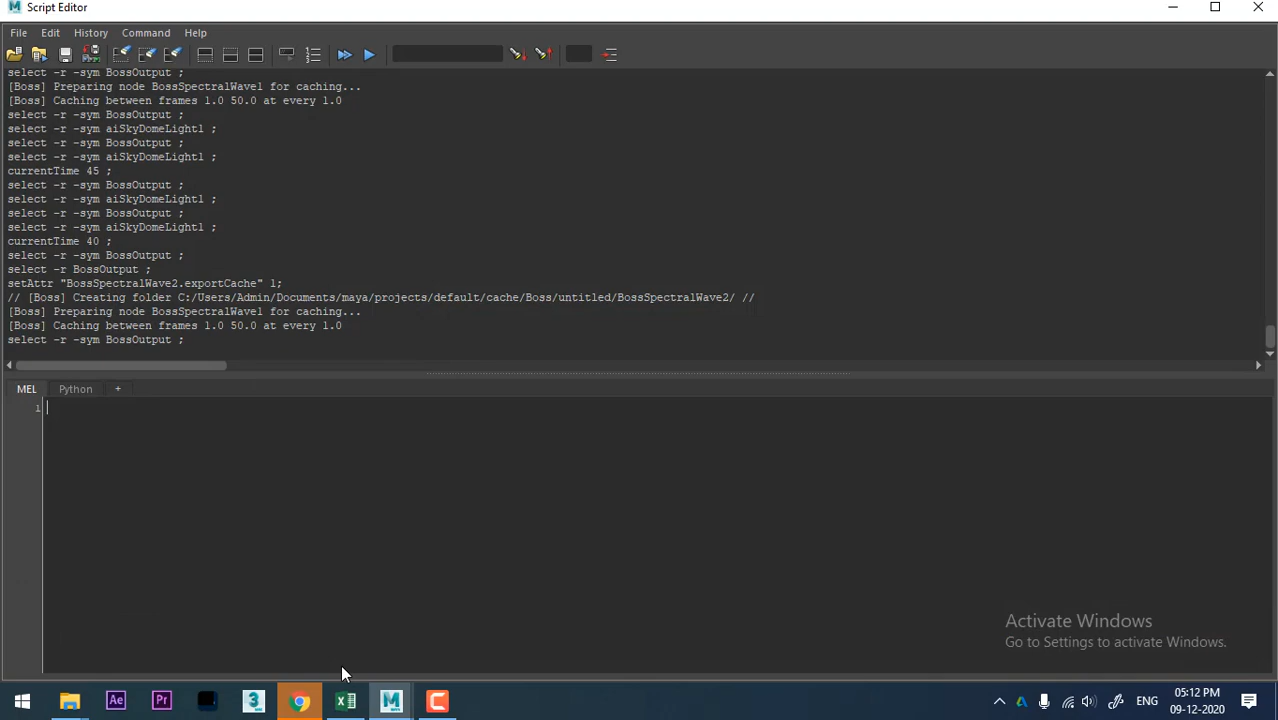 Script Editor
File Edit History Command Help
select -r -sym BossOutput ;
[Boss] Preparing node BossSpectralWave1 for caching...
[Boss] Caching between frames 1.0 50.0 at every 1.0
select -r -sym BossOutput ;
select -r -sym aiSkyDomeLight1 ;
select -r -sym BossOutput ;
select -r -sym aiSkyDomeLight1 ;
currentTime 45 ;
select -r -sym BossOutput ;
select -r -sym aiSkyDomeLight1 ;
select -r -sym BossOutput ;
select -r -sym aiSkyDomeLight1 ;
currentTime 40 ;
select -r -sym BossOutput ;
select -r BossOutput ;
setAttr "BossSpectralWave2.exportCache" 1;
// [Boss] Creating folder C:/Users/Admin/Documents/maya/projects/default/cache/Boss/untitled/BossSpectralWave2/ //
[Boss] Preparing node BossSpectralWave1 for caching...
[Boss] Caching between frames 1.0 50.0 at every 1.0
select -r -sym BossOutput ;
MEL Python +
1
Activate Windows
Go to Settings to activate Windows.
Ae Pr 3 M C ENG 05:12 PM
09-12-2020